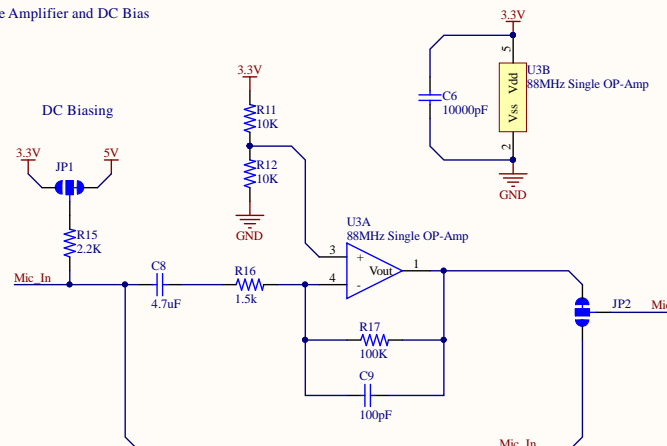 e Amplifier and DC Bias
3.3V
5
U3B
Vdd
88MHz Single OP-Amp
Vss
C6
10000pF
2
GND
3.3V
R11
10K
R12
10K
GND
DC Biasing
3.3V
5V
JP1
R15
2.2K
Mic_In
C8
4.7uF
R16
1.5k
U3A
88MHz Single OP-Amp
3
+
Vout
1
4
-
R17
100K
C9
100pF
JP2
Mic
Mic_In